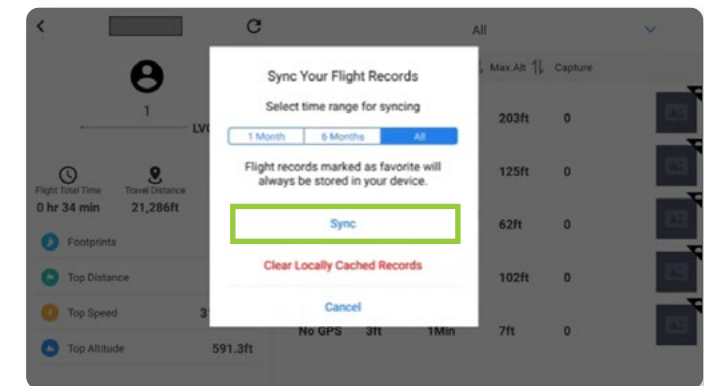 All
Max.Alt
Capture
1
LV
Flight Total Time
Travel Distance
0 hr 34 min
21,286ft
Footprints
Top Distance
Top Speed
3
Top Altitude
591.3ft
Sync Your Flight Records
Select time range for syncing
1 Month
6 Months
All
Flight records marked as favorite will
always be stored in your device.
Sync
Clear Locally Cached Records
Cancel
203ft 0
125ft 0
62ft 0
102ft 0
No GPS 3ft 1Min 7ft 0